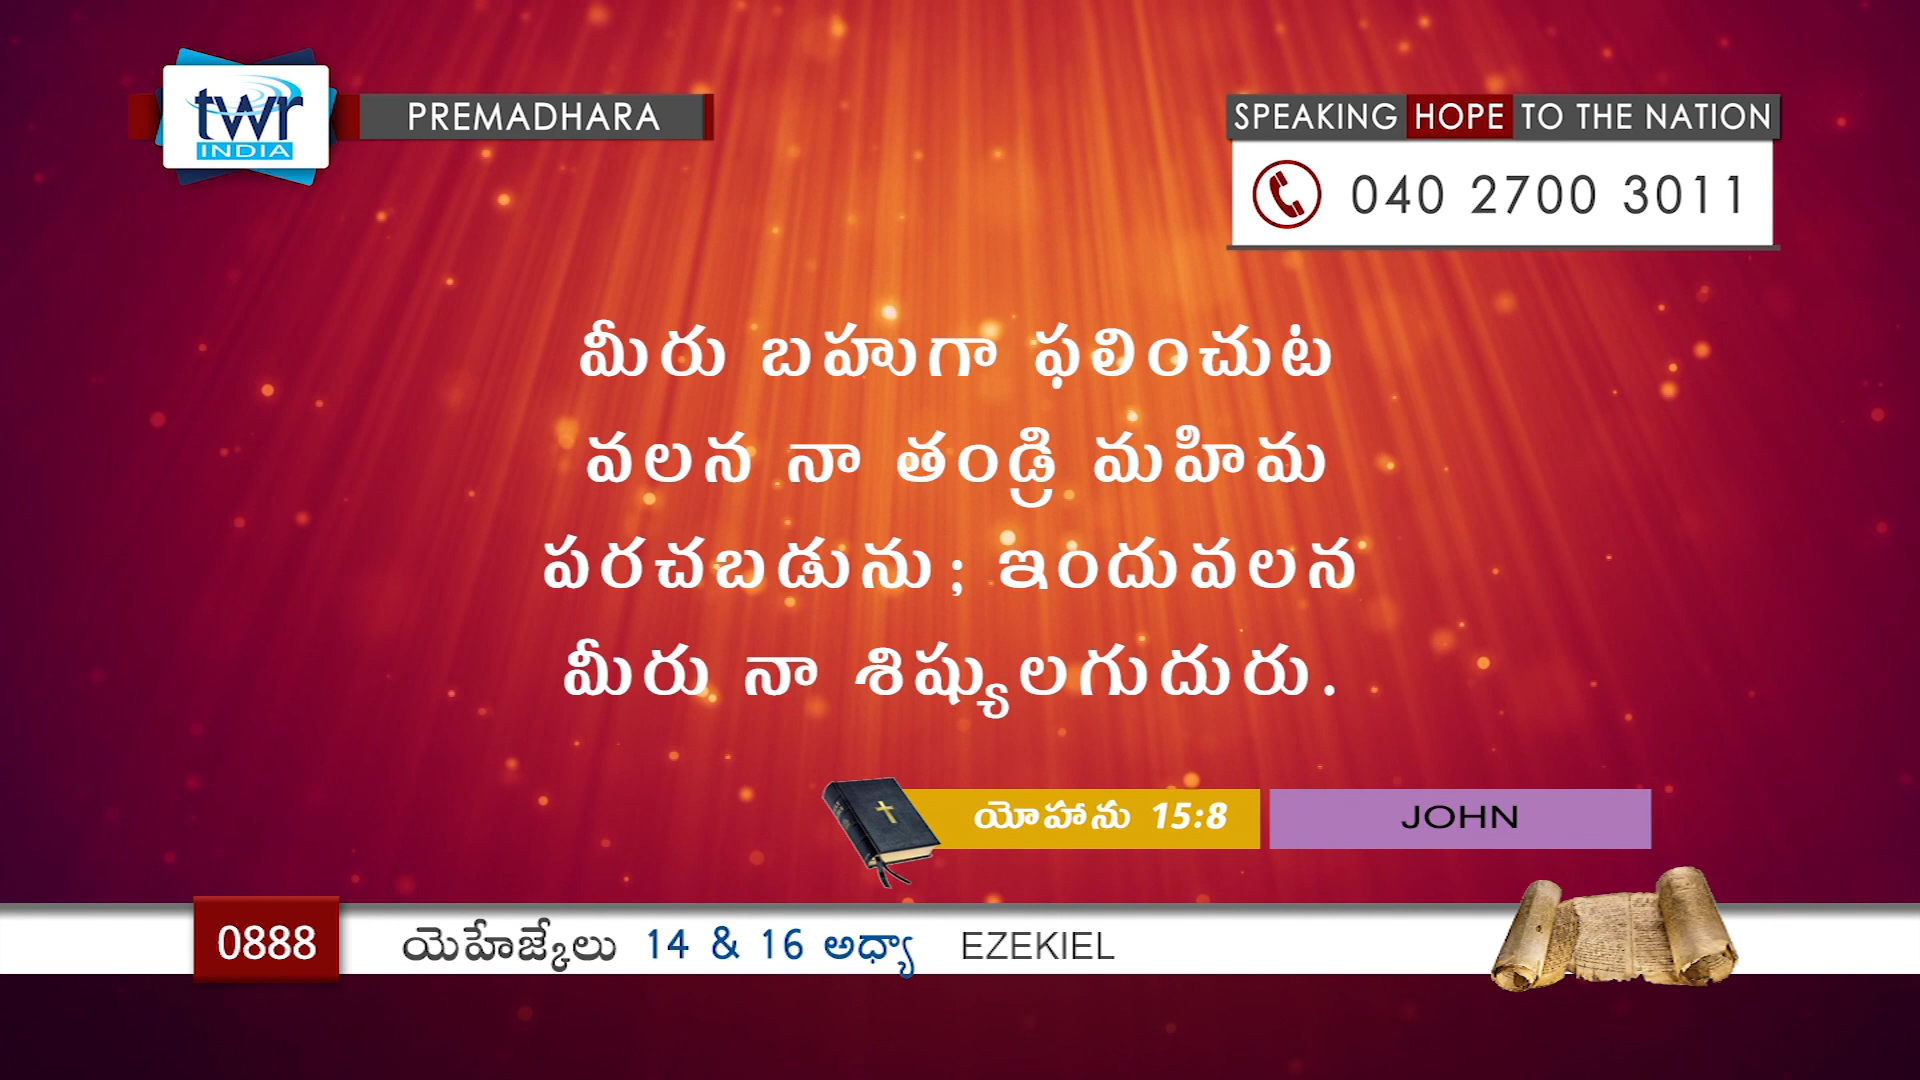 twr
INDIA
PREMADHARA
SPEAKING HOPE TO THE NATION
040 2700 3011
మీరు బహుగా ఫలించుట
వలన నా తండ్రి మహిమ
పరచబడును; ఇందువలన
మీరు నా శిష్యులగుదురు.
యోహాను 15:8
JOHN
0888
యెహేజ్కేలు 14 & 16 అధ్యా EZEKIEL